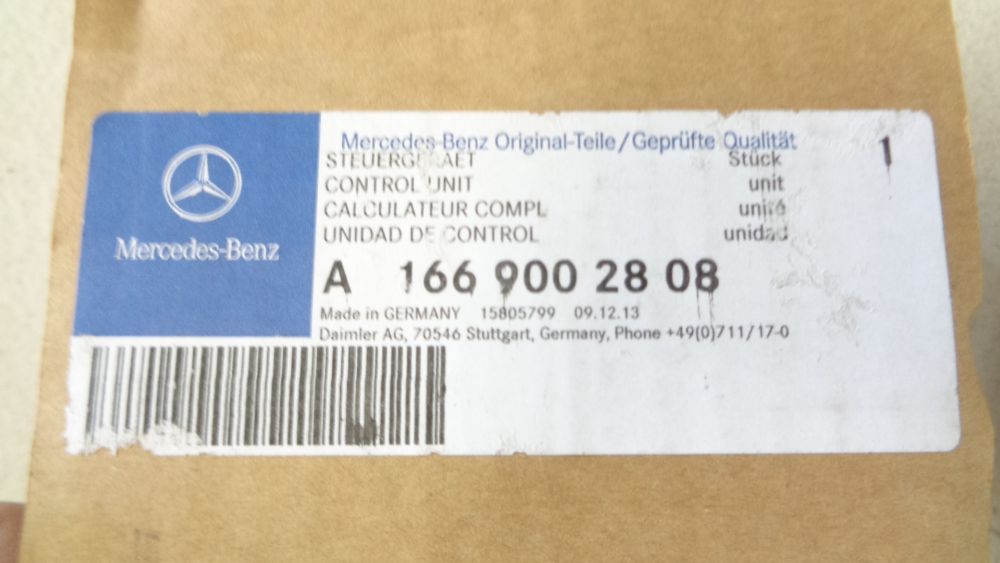 Mercedes-Benz
Mercedes-Benz Original-Teile/Geprüfte Qualität
STEUERGERAET Stück 1
CONTROL UNIT unit
CALCULATEUR COMPL unité
UNIDAD DE CONTROL unidad
A 166 900 28 08
Made in GERMANY 15805799 09.12.13
Daimler AG, 70546 Stuttgart, Germany, Phone +49(0)711/17-0